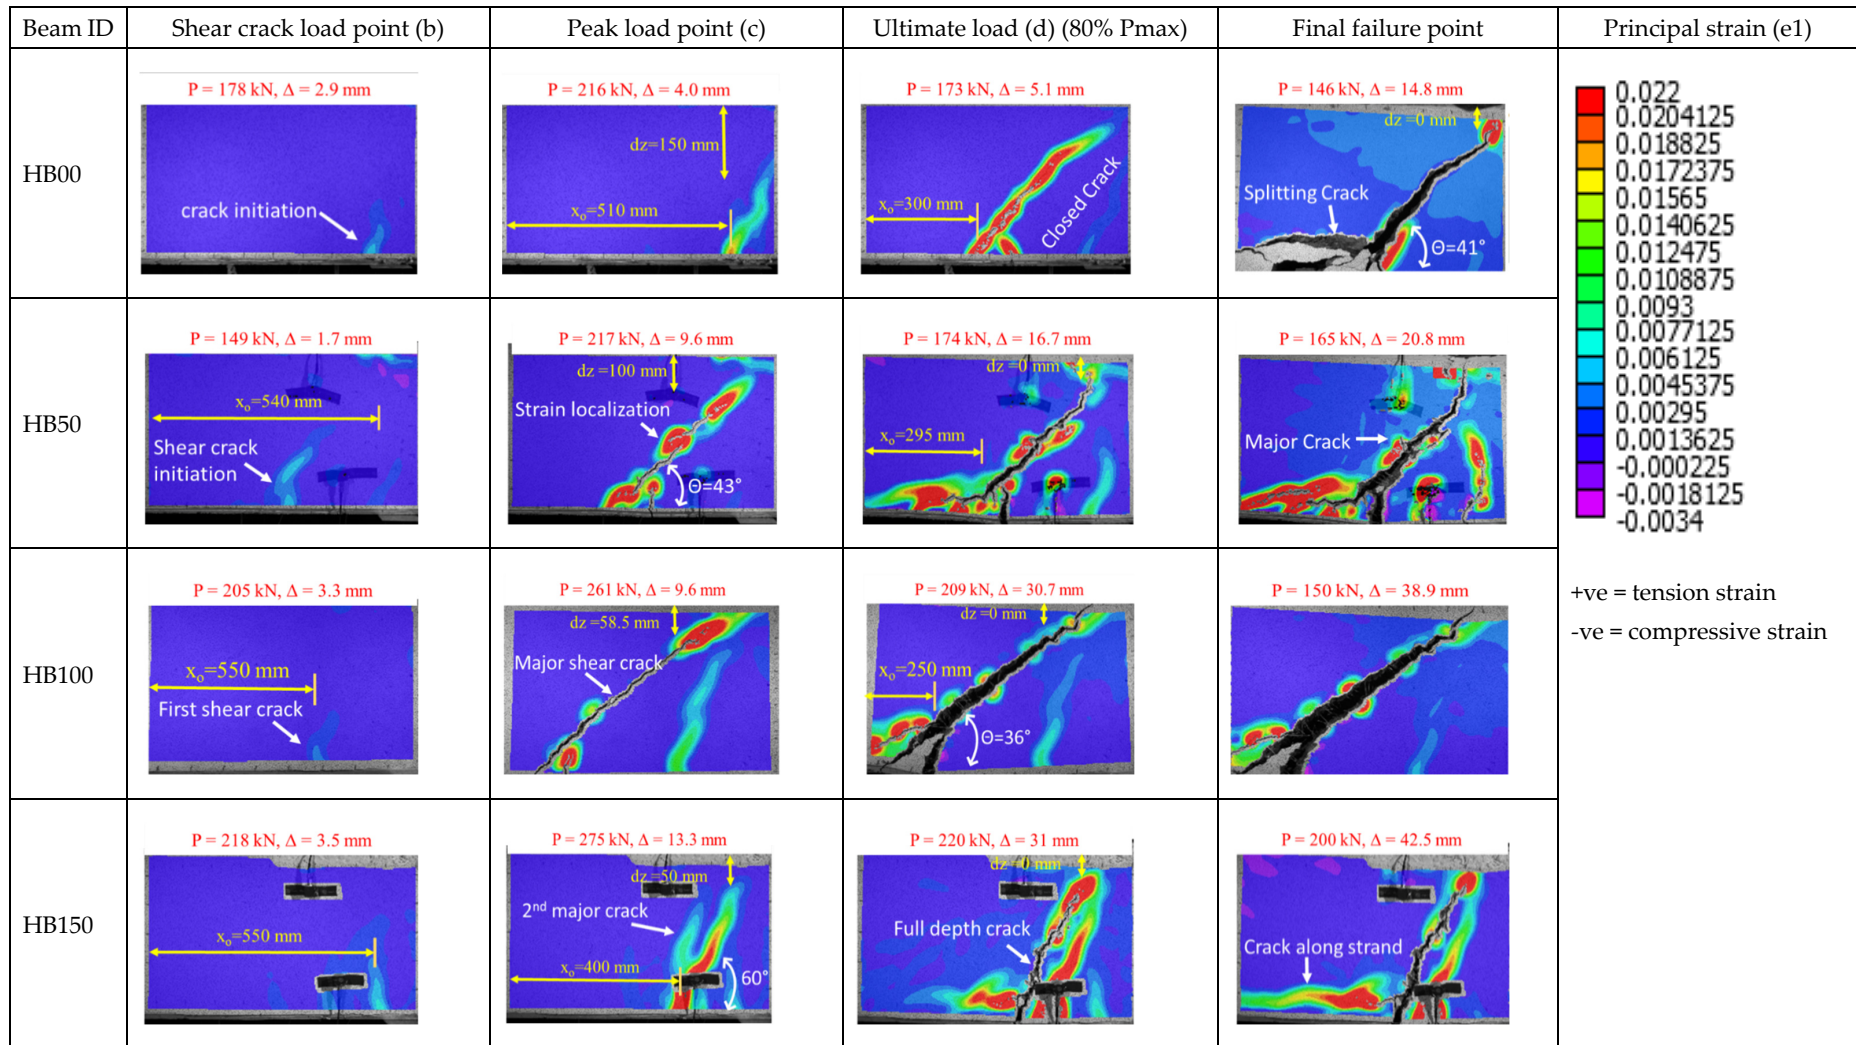 Beam ID
Shear crack load point (b)
Peak load point (c)
Ultimate load (d) (80% Pmax)
Final failure point
Principal strain (e1)
HB00
P = 178 kN, Δ = 2.9 mm
crack initiation
P = 216 kN, Δ = 4.0 mm
dz=150 mm
xo=510 mm
P = 173 kN, Δ = 5.1 mm
xo=300 mm
Closed Crack
P = 146 kN, Δ = 14.8 mm
dz =0 mm
Splitting Crack
Θ=41°
HB50
P = 149 kN, Δ = 1.7 mm
xo=540 mm
Shear crack
initiation
P = 217 kN, Δ = 9.6 mm
dz =100 mm
Strain localization
Θ=43°
P = 174 kN, Δ = 16.7 mm
dz=0 mm
xo=295 mm
P = 165 kN, Δ = 20.8 mm
Major Crack
HB100
P = 205 kN, Δ = 3.3 mm
xo=550 mm
First shear crack
P = 261 kN, Δ = 9.6 mm
dz =58.5 mm
Major shear crack
P = 209 kN, Δ = 30.7 mm
dz=0 mm
xo=250 mm
Θ=36°
P = 150 kN, Δ = 38.9 mm
HB150
P = 218 kN, Δ = 3.5 mm
xo=550 mm
P = 275 kN, Δ = 13.3 mm
dz =50 mm
2nd major crack
xo=400 mm
60°
P = 220 kN, Δ = 31 mm
dz =0 mm
Full depth crack
P = 200 kN, Δ = 42.5 mm
Crack along strand
0.022
0.0204125
0.018825
0.0172375
0.01565
0.0140625
0.012475
0.0108875
0.0093
0.0077125
0.006125
0.0045375
0.00295
0.0013625
-0.000225
-0.0018125
-0.0034
+ve = tension strain
-ve = compressive strain